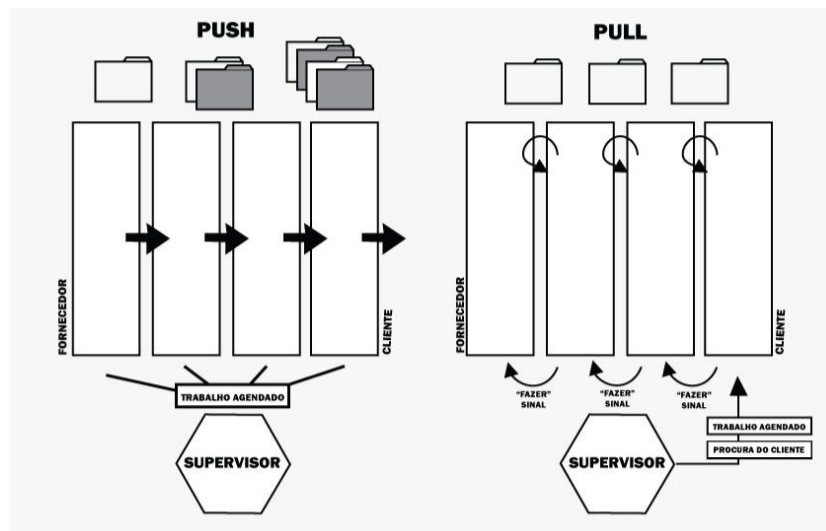 PUSH
FORNECEDOR
CLIENTE
TRABALHO AGENDADO
SUPERVISOR
PULL
FORNECEDOR
CLIENTE
“FAZER”
SINAL
“FAZER”
SINAL
“FAZER”
SINAL
TRABALHO AGENDADO
PROCURA DO CLIENTE
SUPERVISOR